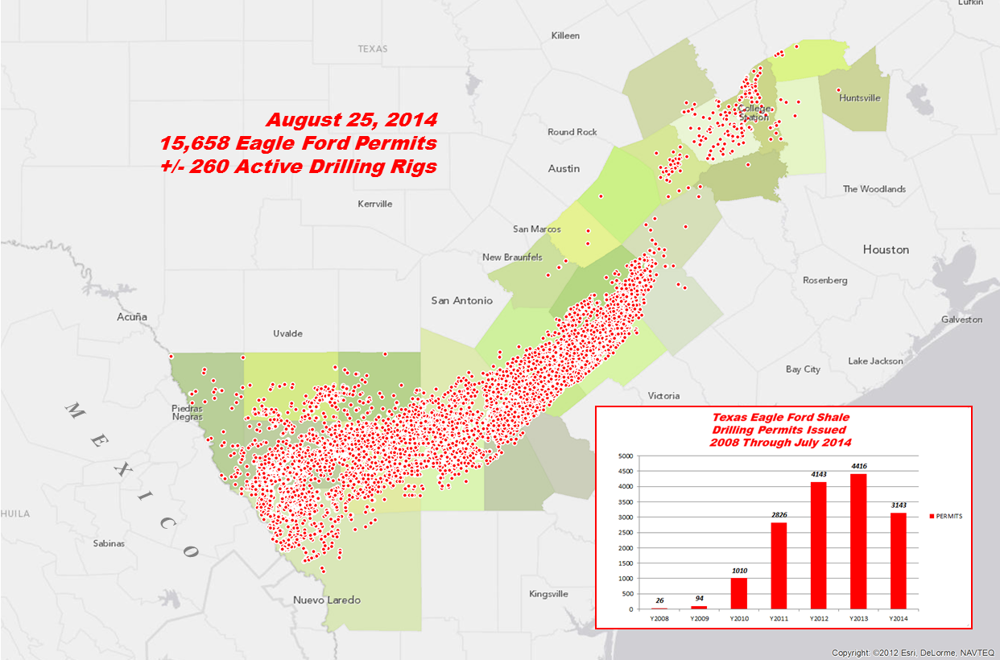 Lufkin
Killeen
TEXAS
August 25, 2014
15,658 Eagle Ford Permits
+/- 260 Active Drilling Rigs
Huntsville
College
Station
Round Rock
Austin
The Woodlands
Kerrville
San Marcos
New Braunfels
Houston
Rosenberg
San Antonio
Acuña
Galveston
Uvalde
Lake Jackson
Bay City
Victoria
Piedras
Negras
MEXICO
HUILA
Sabinas
Nuevo Laredo
Kingsville
Texas Eagle Ford Shale
Drilling Permits Issued
2008 Through July 2014
5000
4500
4000
3500
3000
2500
2000
1500
1000
500
0
26
94
1010
2826
4143
4416
3143
PERMITS
Y2008 Y2009 Y2010 Y2011 Y2012 Y2013 Y2014
Copyright: ©2012 Esri, DeLorme, NAVTEQ